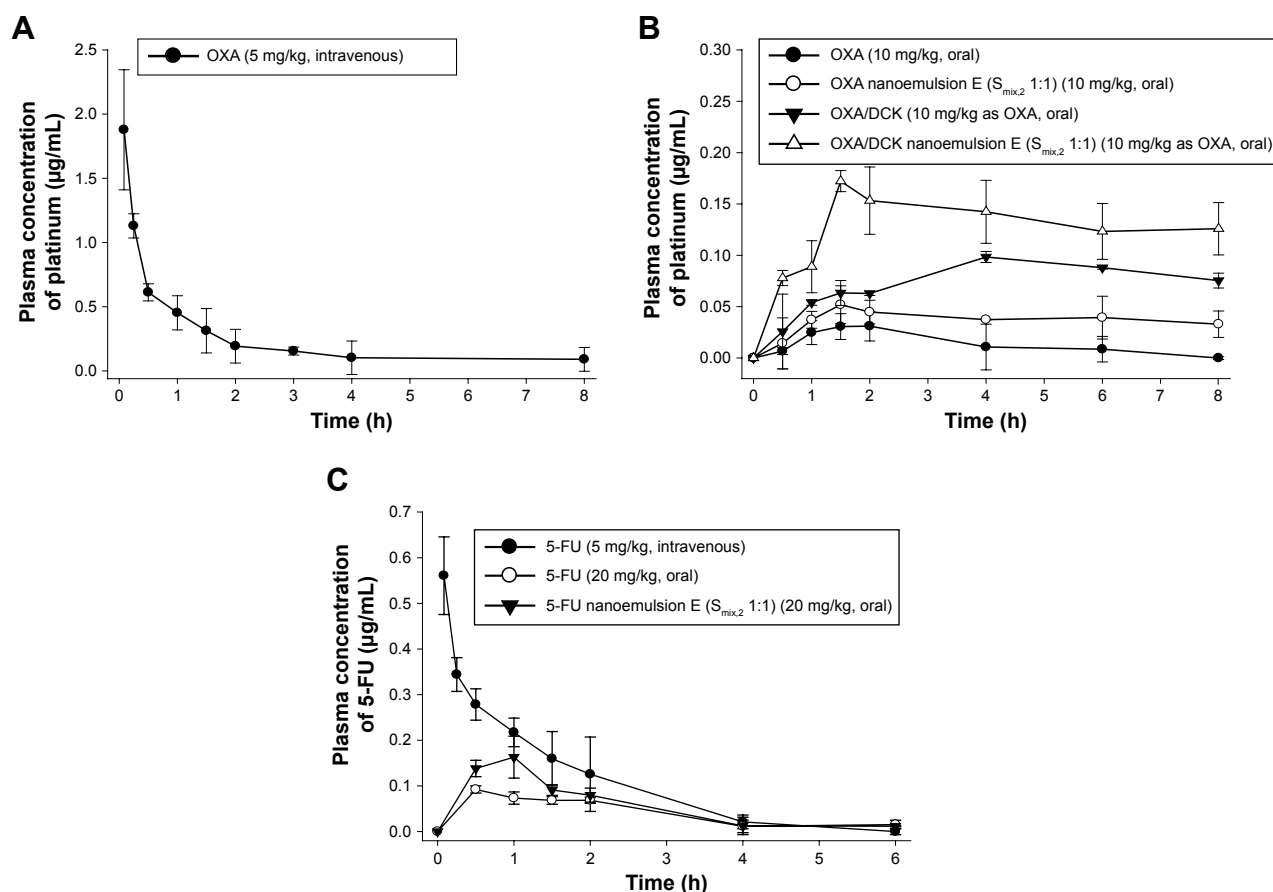 A
OXA (5 mg/kg, intravenous)
Plasma concentration
of platinum (µg/mL)
2.5
2.0
1.5
1.0
0.5
0.0
0 1 2 3 4 5 6 7 8
Time (h)
B
OXA (10 mg/kg, oral)
OXA nanoemulsion E (Smix,2 1:1) (10 mg/kg, oral)
OXA/DCK (10 mg/kg as OXA, oral)
OXA/DCK nanoemulsion E (Smix,2 1:1) (10 mg/kg as OXA, oral)
Plasma concentration
of platinum (µg/mL)
0.30
0.25
0.20
0.15
0.10
0.05
0.00
0 1 2 3 4 5 6 7 8
Time (h)
C
5-FU (5 mg/kg, intravenous)
5-FU (20 mg/kg, oral)
5-FU nanoemulsion E (Smix,2 1:1) (20 mg/kg, oral)
Plasma concentration
of 5-FU (µg/mL)
0.7
0.6
0.5
0.4
0.3
0.2
0.1
0.0
0 1 2 3 4 5 6
Time (h)